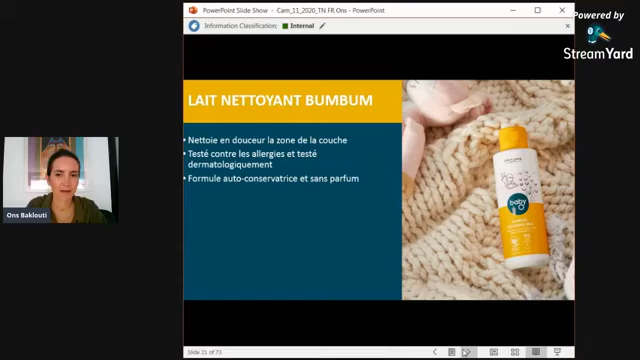 PowerPoint Slide Show - Cam_11_2020_TN FR Ons - PowerPoint
Powered by
StreamYard
Information Classification: Internal
LAIT NETTOYANT BUMBUM
Nettoie en douceur la zone de la couche
Testé contre les allergies et testé
dermatologiquement
Formule auto-conservatrice et sans parfum
baby
Ons Baklouti
Slide 21 of 73